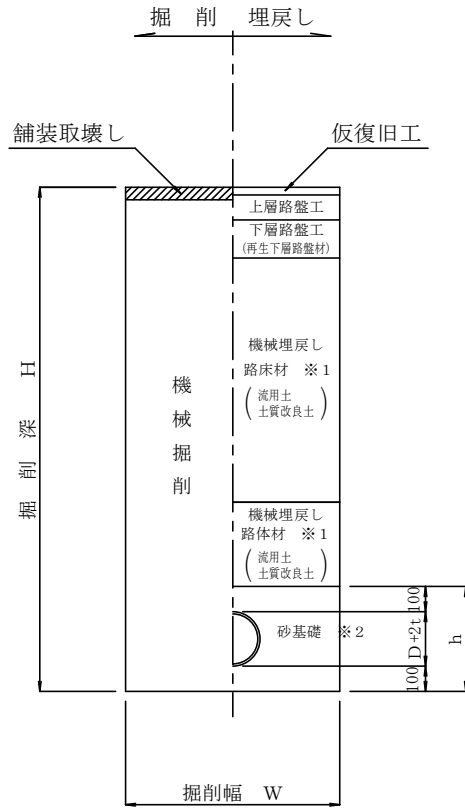 掘削 埋戻し
舗装取壊し
仮復旧工
上層路盤工
下層路盤工
(再生下層路盤材)
機械埋戻し
路床材 ※1
(流用土
土質改良土)
機械掘削
掘削深 H
機械埋戻し
路体材 ※1
(流用土
土質改良土)
砂基礎 ※2
100
D+2t
100
h
掘削幅 W